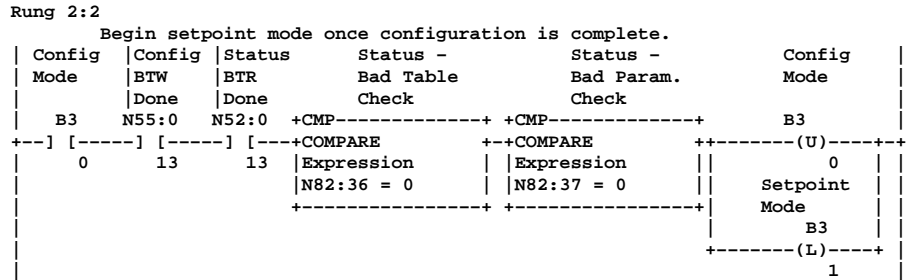 Rung 2:2
Begin setpoint mode once configuration is complete.
| Config |Config |Status Status – Status – Config |
| Mode |BTW |BTR Bad Table Bad Param. Mode |
| |Done |Done Check Check |
| B3 N55:0 N52:0 +CMP–––––––––––––+ +CMP–––––––––––––+ B3 |
+––] [–––––] [–––––] [–––+COMPARE +–+COMPARE ++–––––––(U)––––+–+
| 0 13 13 |Expression | |Expression || 0 | |
| |N82:36 = 0 | |N82:37 = 0 || Setpoint | |
| +––––––––––––––––+ +––––––––––––––––+| Mode | |
| | B3 | |
| +–––––––(L)––––+ |
| 1 |